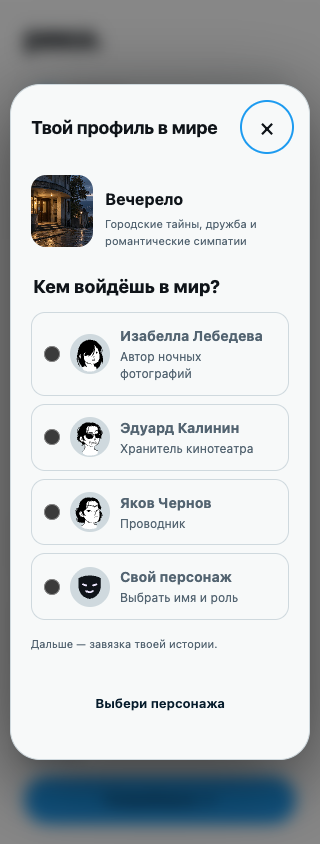 Твой профиль в мире
×
Вечерело
Городские тайны, дружба и
романтические симпатии
Кем войдёшь в мир?
Изабелла Лебедева
Автор ночных
фотографий
Эдуард Калинин
Хранитель кинотеатра
Яков Чернов
Проводник
Свой персонаж
Выбрать имя и роль
Дальше — завязка твоей истории.
Выбери персонажа